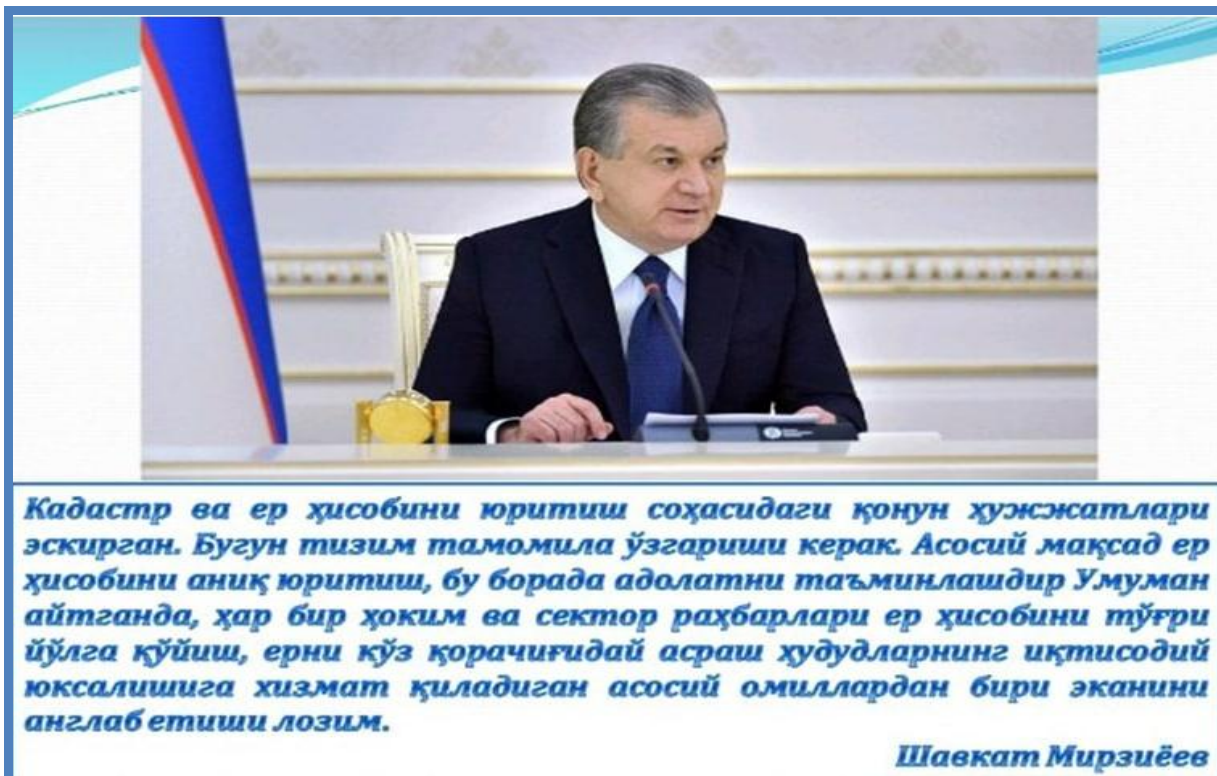 Кадастр ва ер ҳисобини юритиш соҳасидаги қонун ҳужжатлари
эскирган. Бугун тизим тамомила ўзгариши керак. Асосий мақсад ер
ҳисобини аниқ юритиш, бу борада адолатни таъминлашдир Умуман
айтганда, ҳар бир ҳоким ва сектор раҳбарлари ер ҳисобини тўғри
йўлга қўйиш, ерни кўз қорачиғидай асраш ҳудудларнинг иқтисодий
юксалишига хизмат қиладиган асосий омиллардан бири эканини
англаб етиши лозим.
Шавкат Мирзиёев